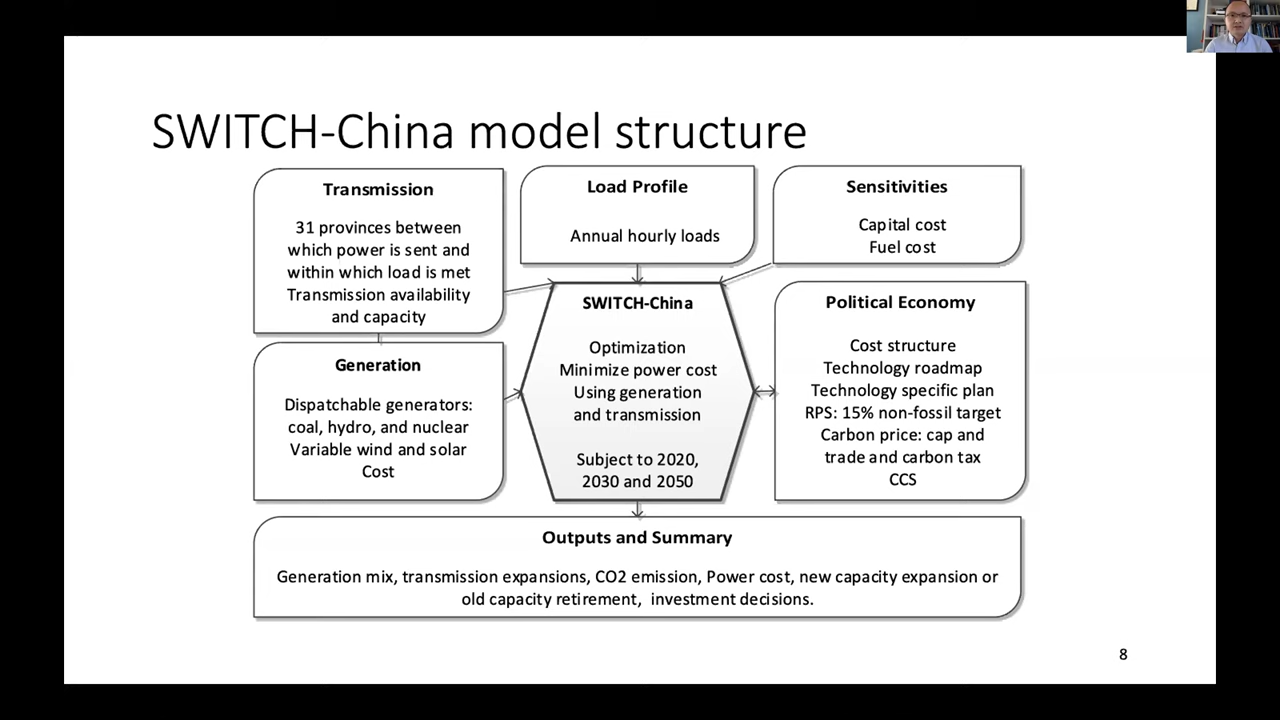 SWITCH-China model structure
Transmission
31 provinces between
which power is sent and
within which load is met
Transmission availability
and capacity
Load Profile
Annual hourly loads
Sensitivities
Capital cost
Fuel cost
Generation
Dispatchable generators:
coal, hydro, and nuclear
Variable wind and solar
Cost
SWITCH-China
Optimization
Minimize power cost
Using generation
and transmission
Subject to 2020,
2030 and 2050
Political Economy
Cost structure
Technology roadmap
Technology specific plan
RPS: 15% non-fossil target
Carbon price: cap and
trade and carbon tax
CCS
Outputs and Summary
Generation mix, transmission expansions, CO2 emission, Power cost, new capacity expansion or
old capacity retirement, investment decisions.
8